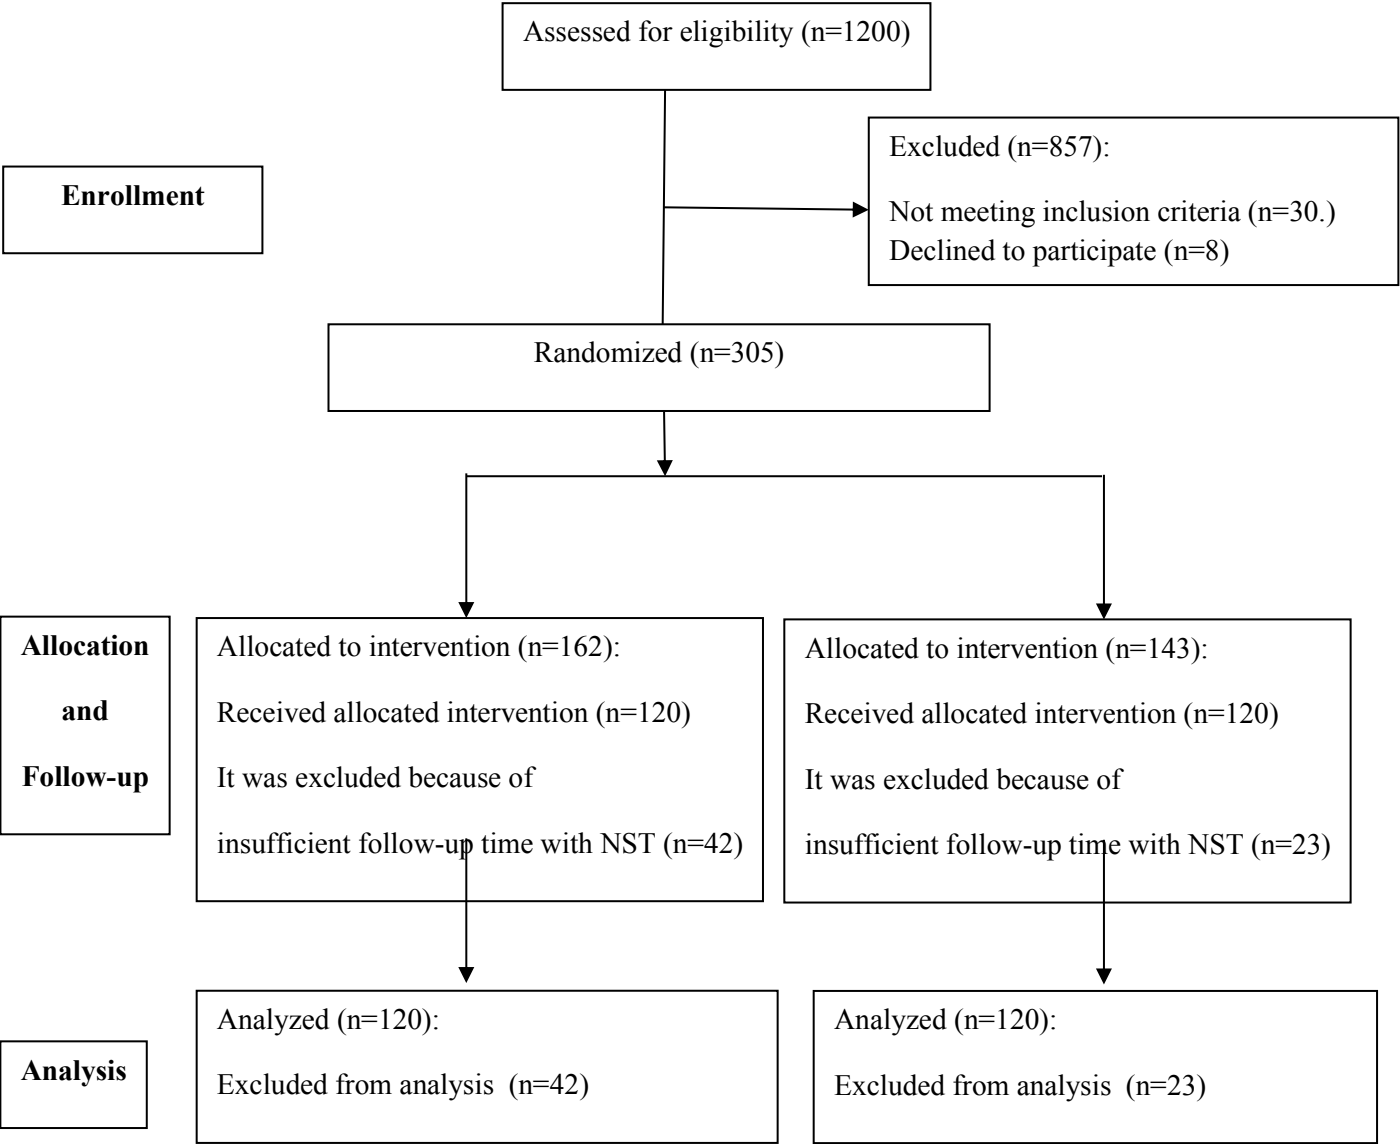 Assessed for eligibility (n=1200)
Excluded (n=857):
Not meeting inclusion criteria (n=30.)
Declined to participate (n=8)
Enrollment
Randomized (n=305)
Allocation
and
Follow-up
Allocated to intervention (n=162):
Received allocated intervention (n=120)
It was excluded because of
insufficient follow-up time with NST (n=42)
Allocated to intervention (n=143):
Received allocated intervention (n=120)
It was excluded because of
insufficient follow-up time with NST (n=23)
Analysis
Analyzed (n=120):
Excluded from analysis (n=42)
Analyzed (n=120):
Excluded from analysis (n=23)